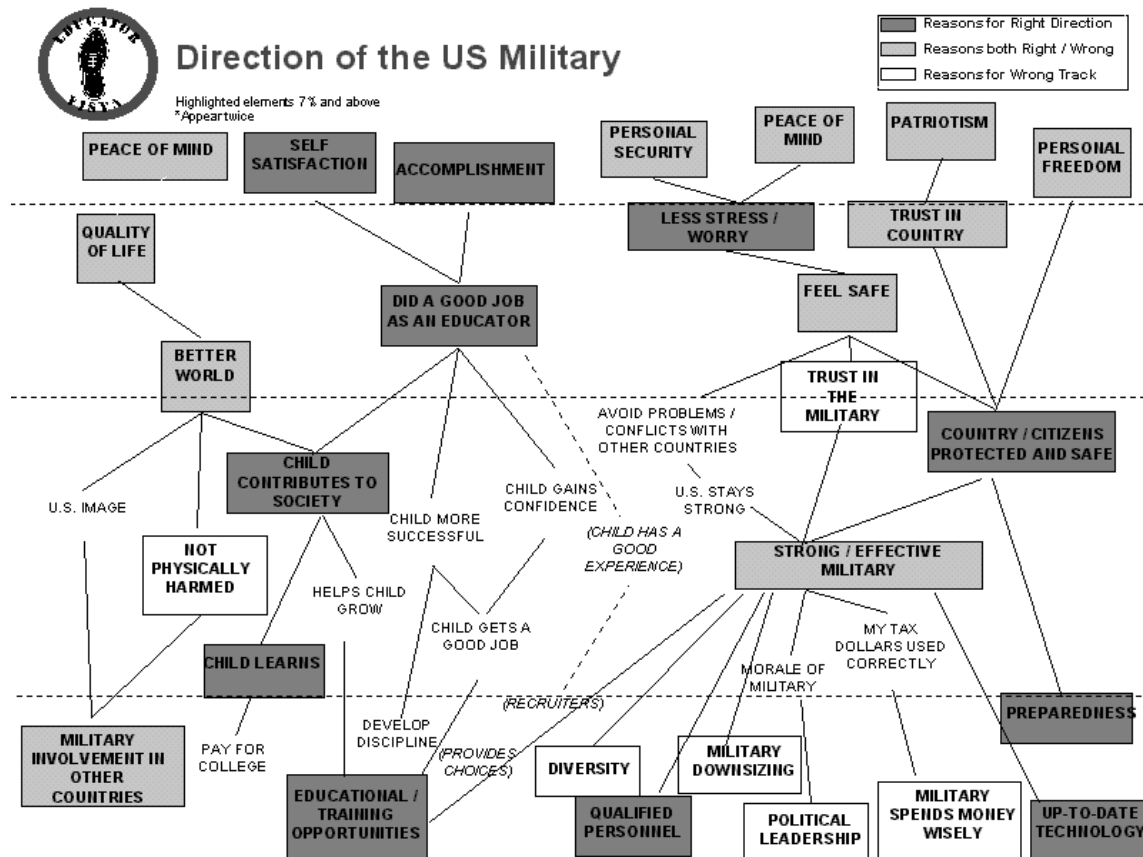 EDUCATOR
VISTA
Direction of the US Military
Highlighted elements 7% and above
*Appear twice
Reasons for Right Direction
Reasons both Right / Wrong
Reasons for Wrong Track
PEACE OF MIND
SELF
SATISFACTION
ACCOMPLISHMENT
PERSONAL
SECURITY
PEACE OF
MIND
PATRIOTISM
PERSONAL
FREEDOM
QUALITY
OF LIFE
LESS STRESS /
WORRY
TRUST IN
COUNTRY
DID A GOOD JOB
AS AN EDUCATOR
FEEL SAFE
BETTER
WORLD
TRUST IN
THE
MILITARY
AVOID PROBLEMS /
CONFLICTS WITH
OTHER COUNTRIES
COUNTRY / CITIZENS
PROTECTED AND SAFE
CHILD
CONTRIBUTES TO
SOCIETY
U.S. IMAGE
CHILD GAINS
CONFIDENCE
U.S. STAYS
STRONG
CHILD MORE
SUCCESSFUL
(CHILD HAS A
GOOD
EXPERIENCE)
NOT
PHYSICALLY
HARMED
STRONG / EFFECTIVE
MILITARY
HELPS CHILD
GROW
CHILD GETS A
GOOD JOB
MY TAX
DOLLARS USED
CORRECTLY
CHILD LEARNS
MORALE OF
MILITARY
(RECRUITERS)
PREPAREDNESS
MILITARY
INVOLVEMENT IN
OTHER
COUNTRIES
PAY FOR
COLLEGE
DEVELOP
DISCIPLINE
(PROVIDES
CHOICES)
DIVERSITY
MILITARY
DOWNSIZING
EDUCATIONAL /
TRAINING
OPPORTUNITIES
QUALIFIED
PERSONNEL
POLITICAL
LEADERSHIP
MILITARY
SPENDS MONEY
WISELY
UP-TO-DATE
TECHNOLOGY